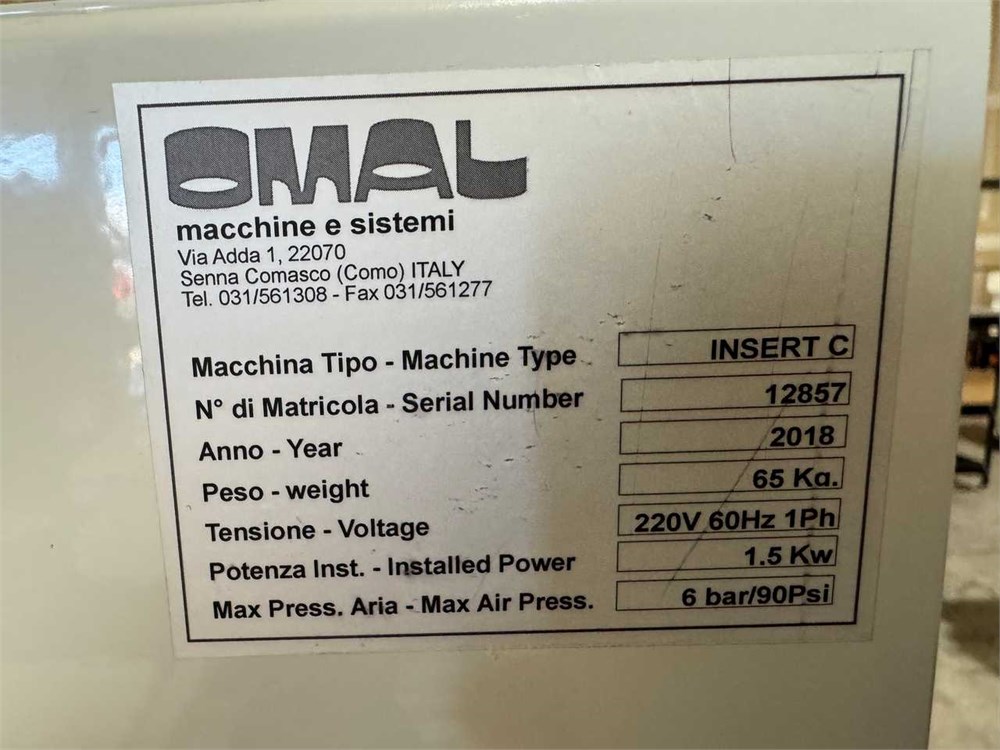 OMAL
macchine e sistemi
Via Adda 1, 22070
Senna Comasco (Como) ITALY
Tel. 031/561308 - Fax 031/561277
Macchina Tipo - Machine Type INSERT C
N° di Matricola - Serial Number 12857
Anno - Year 2018
Peso - weight 65 Kg.
Tensione - Voltage 220V 60Hz 1Ph
Potenza Inst. - Installed Power 1.5 Kw
Max Press. Aria - Max Air Press. 6 bar/90Psi